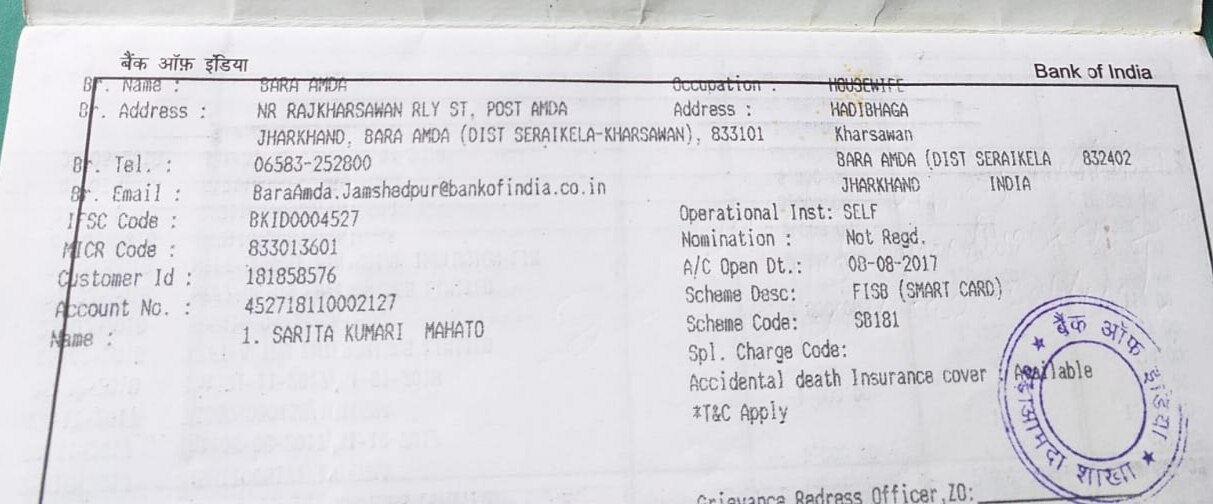 बैंक ऑफ़ इंडिया
Bank of India
Br. Name : BARA AMDA
Br. Address : NR RAJKHARSAWAN RLY ST, POST AMDA
JHARKHAND, BARA AMDA (DIST SERAIKELA-KHARSAWAN), 833101
Br. Tel. : 06583-252800
Br. Email : BaraAmda.Jamshedpur@bankofindia.co.in
IFSC Code : BKID0004527
MICR Code : 833013601
Customer Id : 181858576
Account No. : 452718110002127
Name : 1. SARITA KUMARI MAHATO
Occupation : HOUSEWIFE
Address : HADIBHAGA
Kharsawan
BARA AMDA (DIST SERAIKELA 832402
JHARKHAND INDIA
Operational Inst: SELF
Nomination : Not Regd.
A/C Open Dt.: 08-08-2017
Scheme Desc: FISB (SMART CARD)
Scheme Code: SB181
Spl. Charge Code:
Accidental death Insurance cover : Available
*T&C Apply
Grievance Redress Officer,ZO:
★ बैंक ऑफ इंडिया ★
शाखा